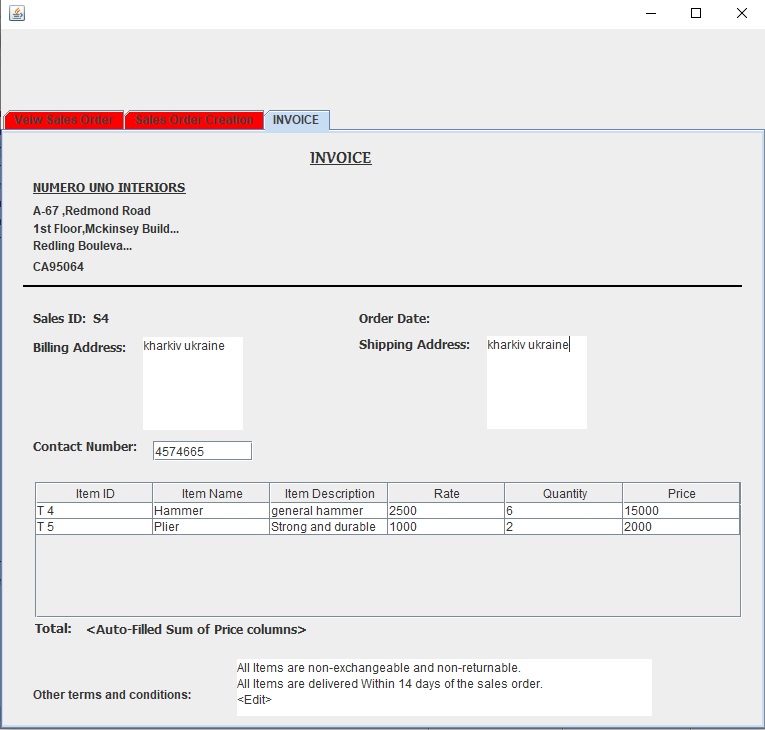 Veiw Sales Order Sales Order Creation INVOICE
INVOICE
NUMERO UNO INTERIORS
A-67 ,Redmond Road
1st Floor,Mckinsey Build...
Redling Bouleva...
CA95064
Sales ID: S4 Order Date:
Billing Address: kharkiv ukraine Shipping Address: kharkiv ukraine
Contact Number: 4574665
Item ID Item Name Item Description Rate Quantity Price
T 4 Hammer general hammer 2500 6 15000
T 5 Plier Strong and durable 1000 2 2000
Total: <Auto-Filled Sum of Price columns>
All Items are non-exchangeable and non-returnable.
All Items are delivered Within 14 days of the sales order.
Other terms and conditions: <Edit>